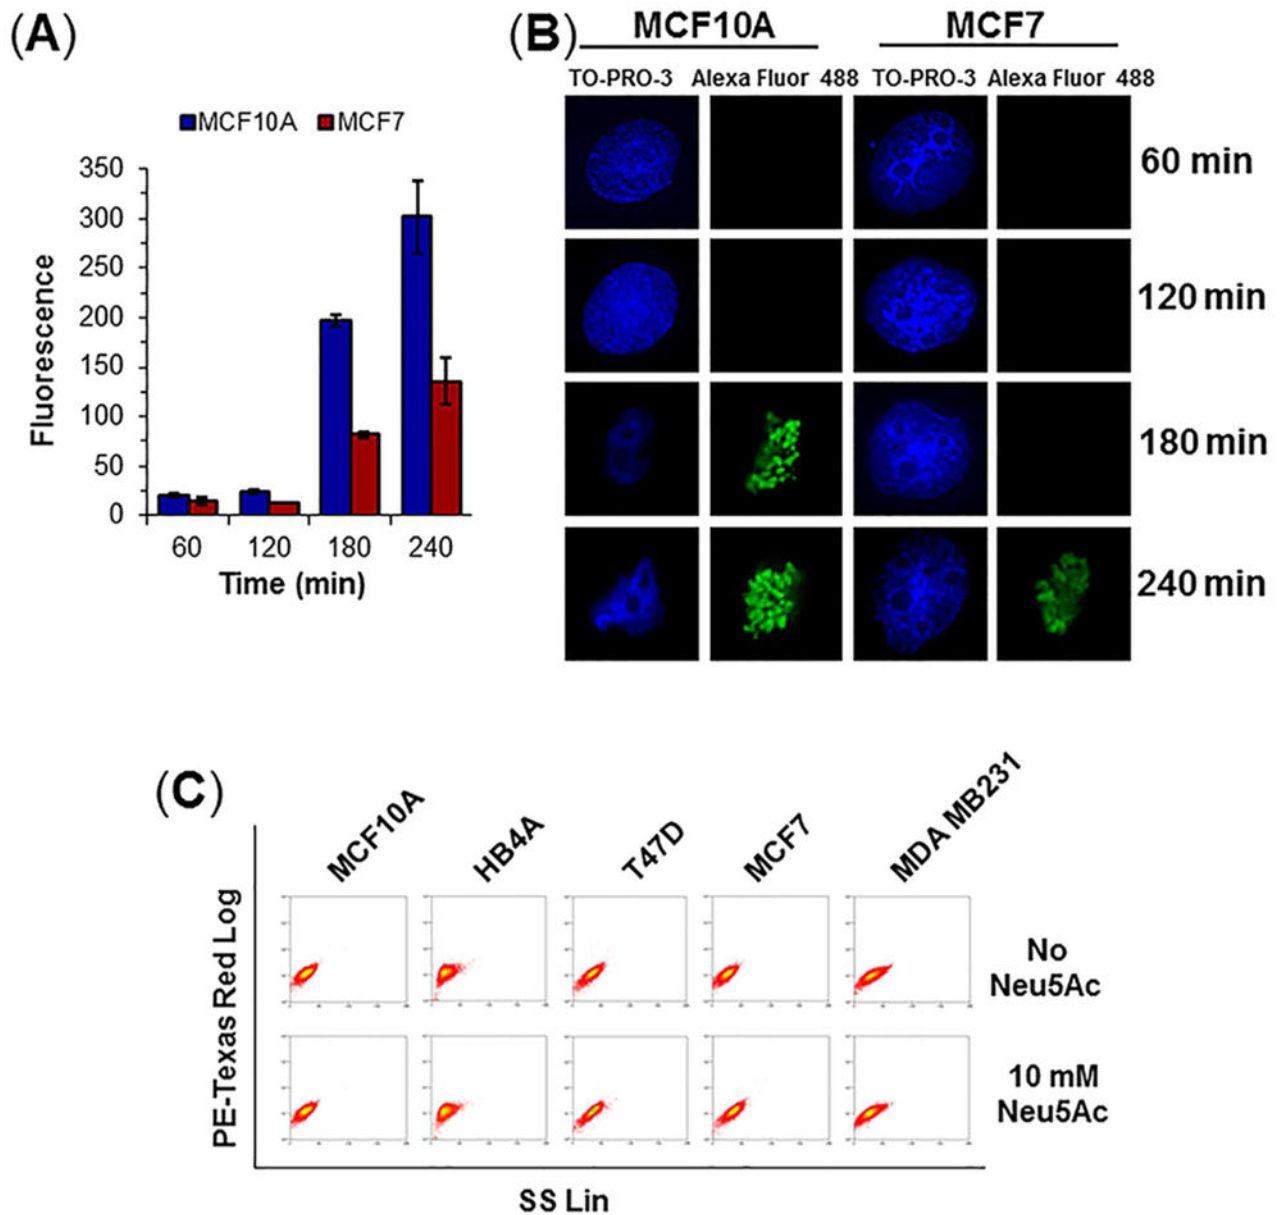 (A)
MCF10A MCF7
350
300
250
200
150
100
50
0
Fluorescence
60 120 180 240
Time (min)
(B) MCF10A MCF7
TO-PRO-3 Alexa Fluor 488 TO-PRO-3 Alexa Fluor 488
60 min
120 min
180 min
240 min
(C)
MCF10A HB4A T47D MCF7 MDA MB231
PE-Texas Red Log
No
Neu5Ac
10 mM
Neu5Ac
SS Lin